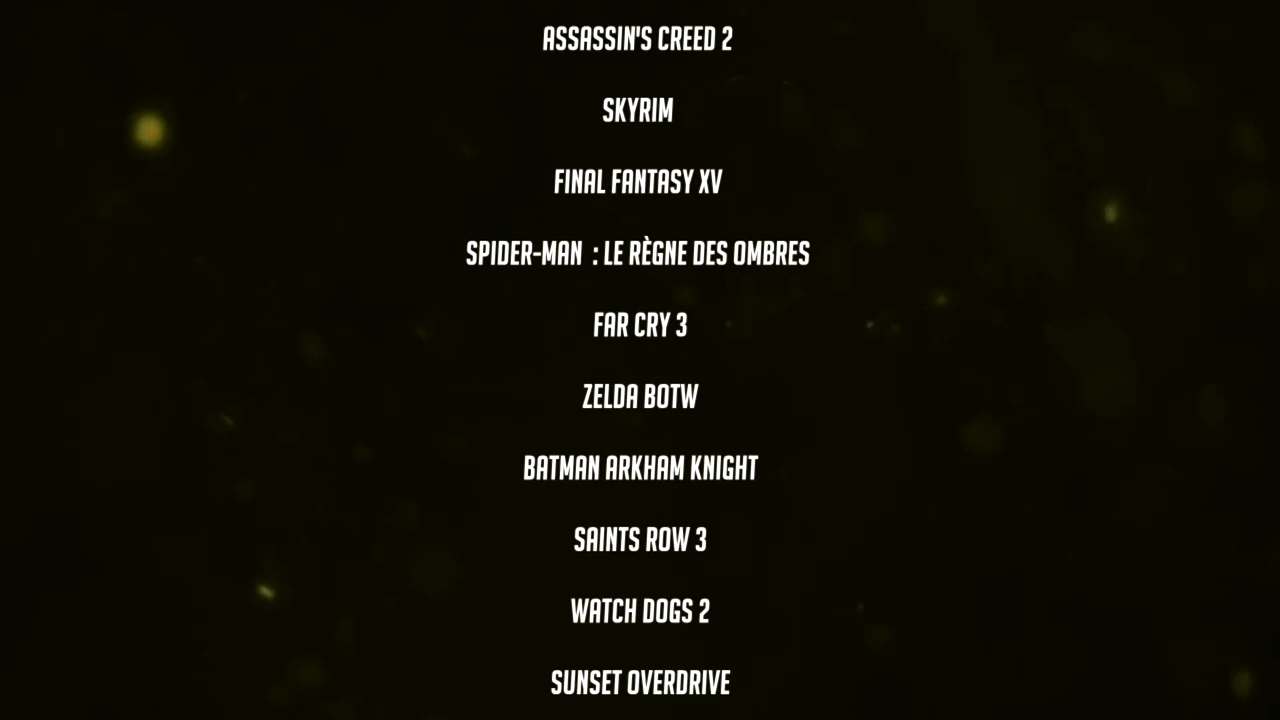 ASSASSIN'S CREED 2
SKYRIM
FINAL FANTASY XV
SPIDER-MAN : LE RÈGNE DES OMBRES
FAR CRY 3
ZELDA BOTW
BATMAN ARKHAM KNIGHT
SAINTS ROW 3
WATCH DOGS 2
SUNSET OVERDRIVE